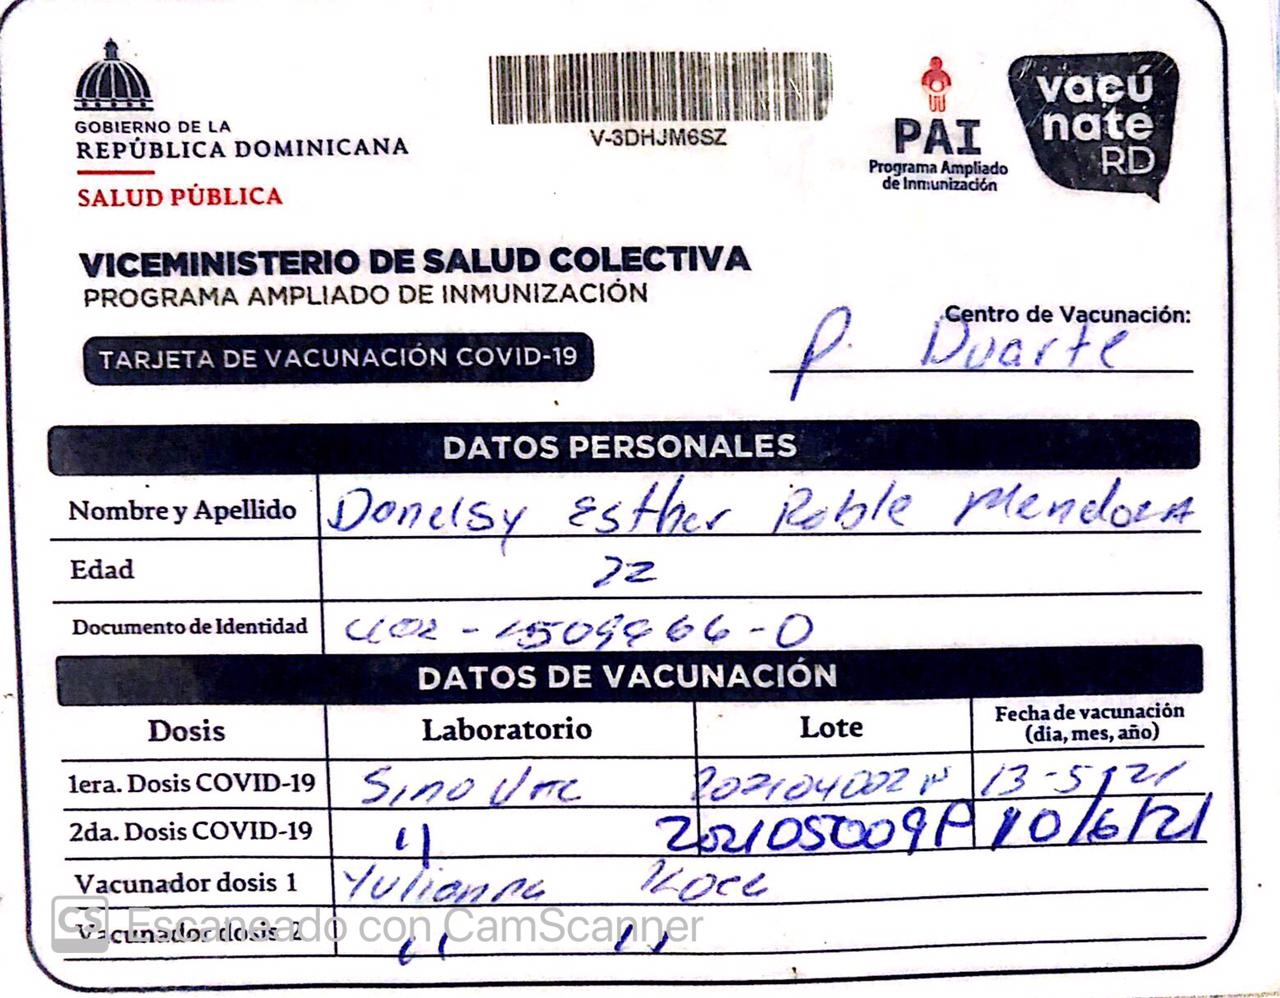 GOBIERNO DE LA
REPÚBLICA DOMINICANA
SALUD PÚBLICA
V-3DHJM6SZ
PAI
Programa Ampliado
de Inmunización
vacú
nate
RD
VICEMINISTERIO DE SALUD COLECTIVA
PROGRAMA AMPLIADO DE INMUNIZACIÓN
Centro de Vacunación:
P. Duarte
TARJETA DE VACUNACIÓN COVID-19
DATOS PERSONALES
Nombre y Apellido Donelsy Esther Roble Mendoza
Edad 22
Documento de Identidad
DATOS DE VACUNACIÓN
Dosis Laboratorio Lote Fecha de vacunación
(dia, mes, año)
1era. Dosis COVID-19 Sino Vac 13-5-21
2da. Dosis COVID-19 " 202105009P 10/6/21
Vacunador dosis 1 Yulianna
Vacunador dosis 2 " "
CS Escaneado con CamScanner